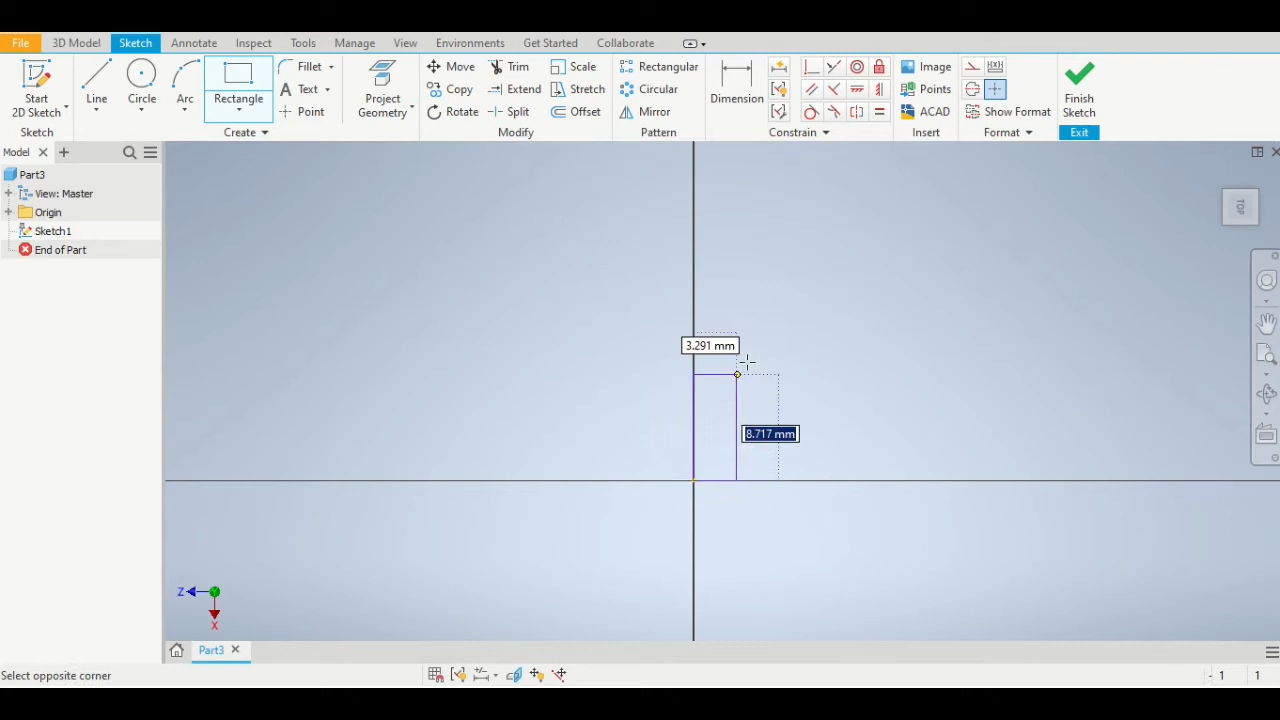 File 3D Model Sketch Annotate Inspect Tools Manage View Environments Get Started Collaborate
Start 2D Sketch
Line
Circle
Arc
Rectangle
Fillet
Text
Point
Project Geometry
Move
Copy
Rotate
Trim
Extend
Split
Scale
Stretch
Offset
Rectangular
Circular
Mirror
Dimension
Image
Points
ACAD
Show Format
Finish Sketch
Sketch Create Modify Pattern Constrain Insert Format Exit
Model
Part3
View: Master
Origin
Sketch1
End of Part
TOP
3.291 mm
8.717 mm
Z
X
Part3
Select opposite corner
- 1 1